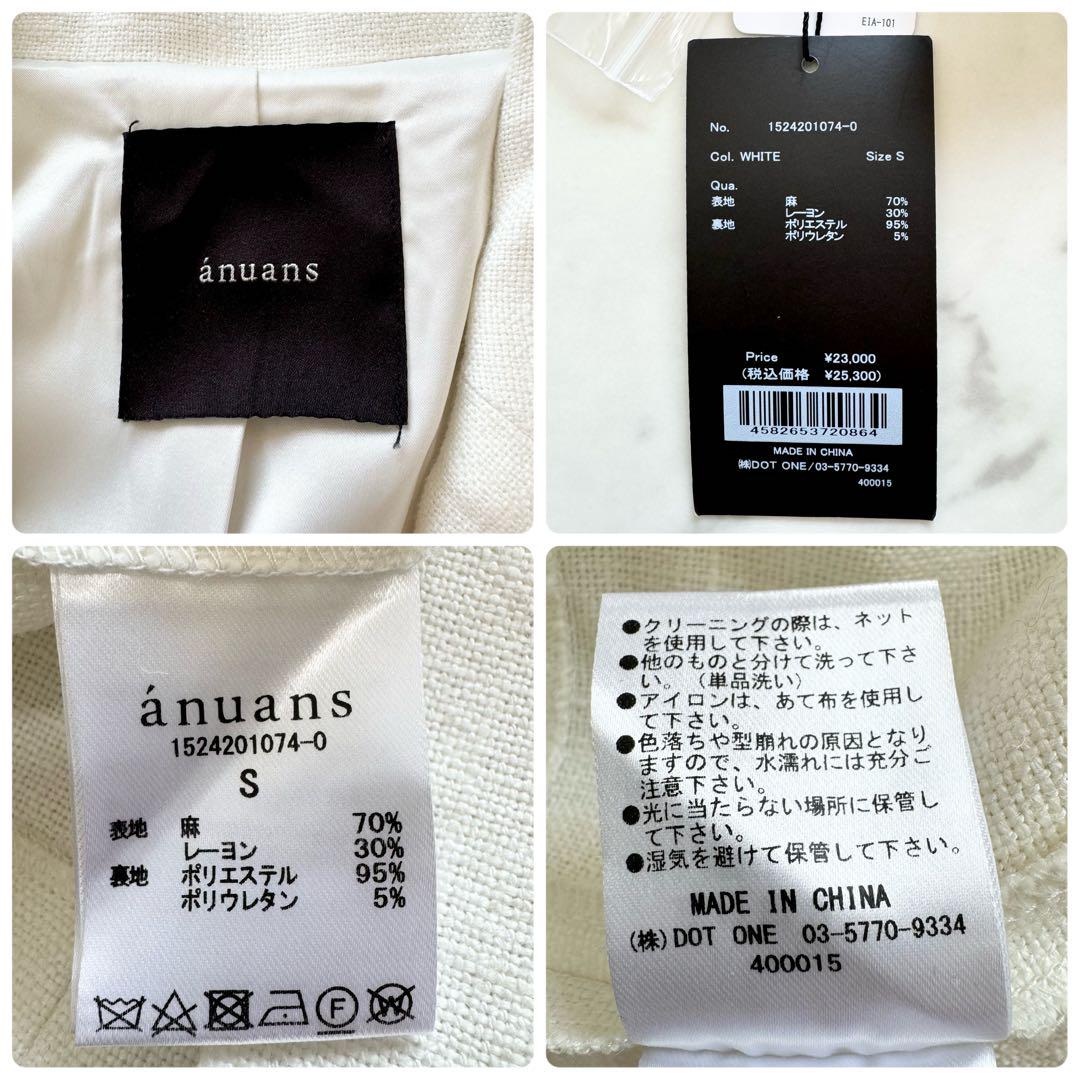 ánuans
EIA-101
No. 1524201074-0
Col. WHITE Size S
Qua.
表地 麻 70%
レーヨン 30%
裏地 ポリエステル 95%
ポリウレタン 5%
Price ¥23,000
(税込価格 ¥25,300)
4582653720864
MADE IN CHINA
㈱DOT ONE/03-5770-9334
400015
ánuans
1524201074-0
S
表地 麻 70%
レーヨン 30%
裏地 ポリエステル 95%
ポリウレタン 5%
F W
●クリーニングの際は、ネット
を使用して下さい。
●他のものと分けて洗って下さ
い。（単品洗い）
●アイロンは、あて布を使用し
て下さい。
●色落ちや型崩れの原因となり
ますので、水濡れには充分ご
注意下さい。
●光に当たらない場所に保管し
て下さい。
●湿気を避けて保管して下さい。
MADE IN CHINA
(株)DOT ONE 03-5770-9334
400015